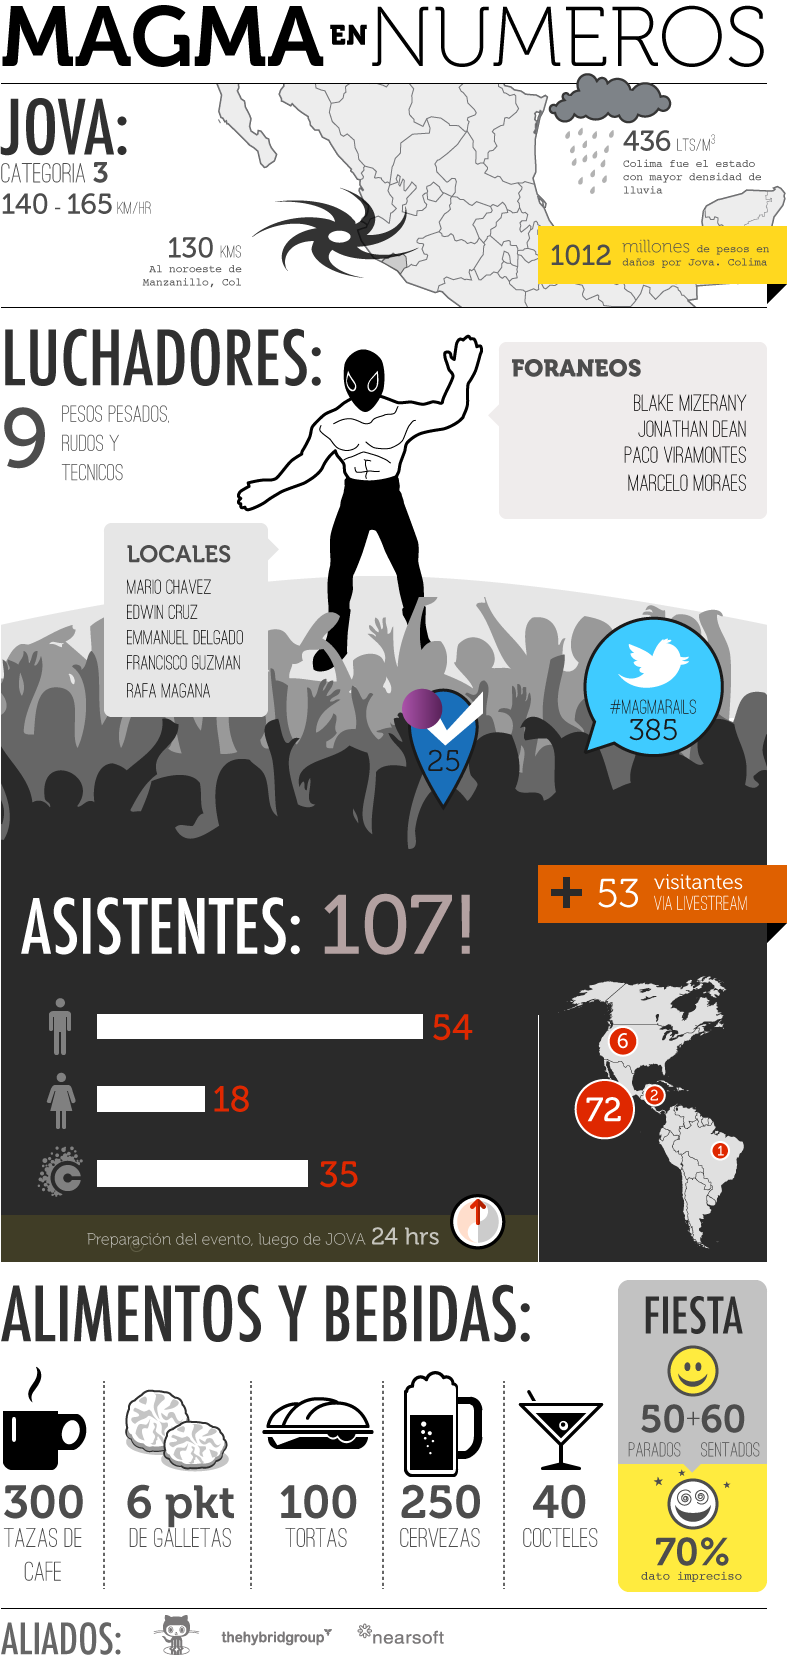 MAGMA EN NUMEROS
JOVA:
CATEGORIA 3
140 - 165 KM/HR
130 KMS
Al noroeste de
Manzanillo, Col
436 LTS/M3
Colima fue el estado
con mayor densidad de
lluvia
1012 millones de pesos en
daños por Jova. Colima
LUCHADORES:
9 PESOS PESADOS,
RUDOS Y
TECNICOS
FORANEOS
BLAKE MIZERANY
JONATHAN DEAN
PACO VIRAMONTES
MARCELO MORAES
LOCALES
MARIO CHAVEZ
EDWIN CRUZ
EMMANUEL DELGADO
FRANCISCO GUZMAN
RAFA MAGANA
#MAGMARAILS
385
25
ASISTENTES: 107!
+ 53 visitantes
VIA LIVESTREAM
54
18
35
6
72
2
1
Preparación del evento, luego de JOVA 24 hrs
ALIMENTOS Y BEBIDAS:
300
TAZAS DE
CAFE
6 pkt
DE GALLETAS
100
TORTAS
250
CERVEZAS
40
COCTELES
FIESTA
50+60
PARADOS SENTADOS
70%
dato impreciso
ALIADOS:
thehybridgroup
nearsoft